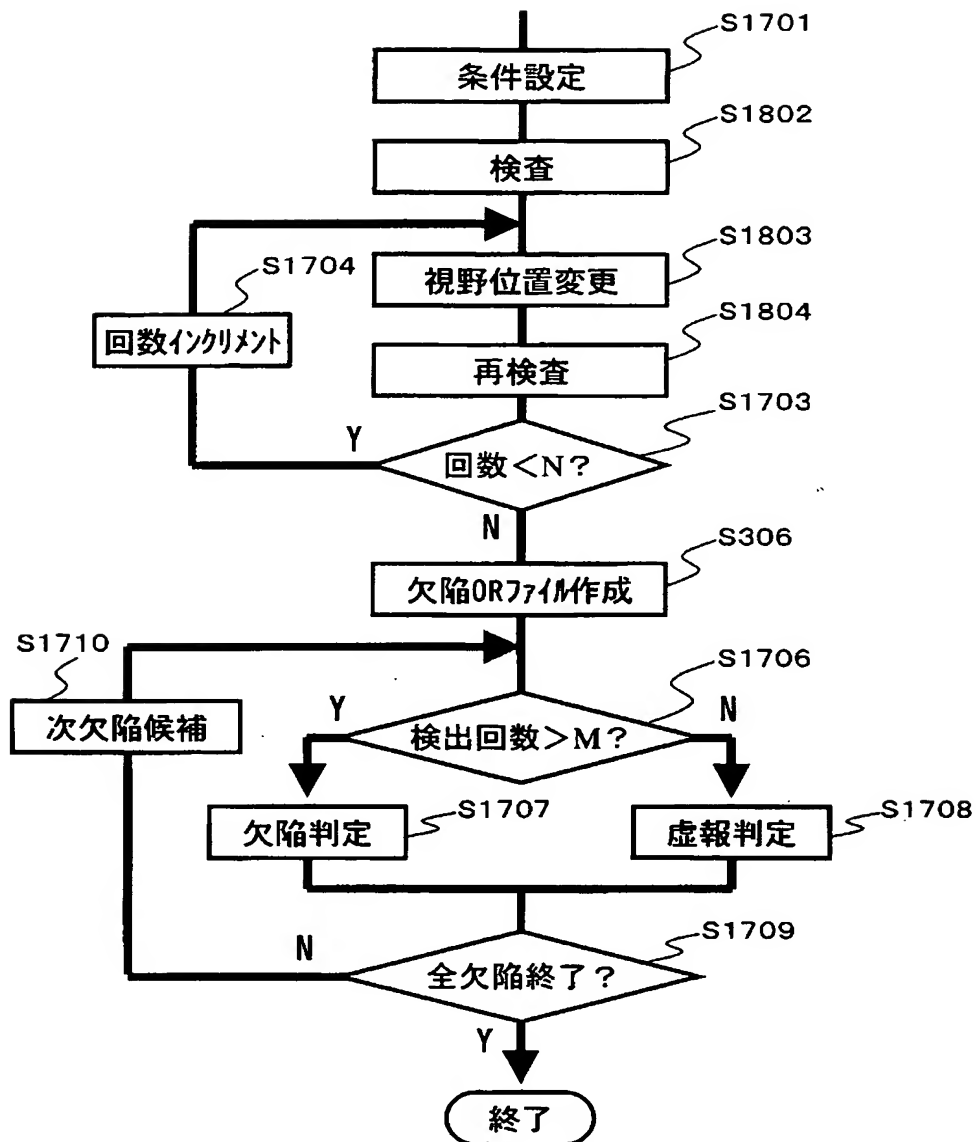 S1701
条件設定
S1802
検査
S1803
視野位置変更
S1704
回数インクリメント
S1804
再検査
S1703
Y
回数<N?
N
S306
欠陥ORファイル作成
S1710
次欠陥候補
S1706
Y
検出回数>M?
N
S1707
欠陥判定
S1708
虚報判定
S1709
N
全欠陥終了?
Y
終了